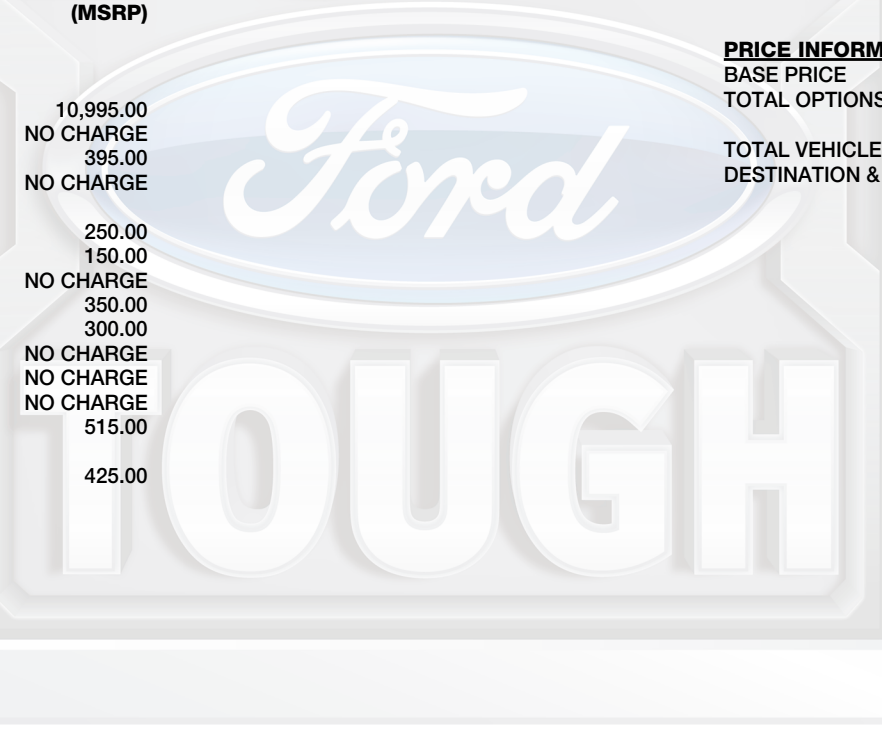 (MSRP)
10,995.00
NO CHARGE
395.00
NO CHARGE
250.00
150.00
NO CHARGE
350.00
300.00
NO CHARGE
NO CHARGE
NO CHARGE
515.00
425.00
PRICE INFORM
BASE PRICE
TOTAL OPTIONS
TOTAL VEHICLE
DESTINATION &
Ford
TOUGH